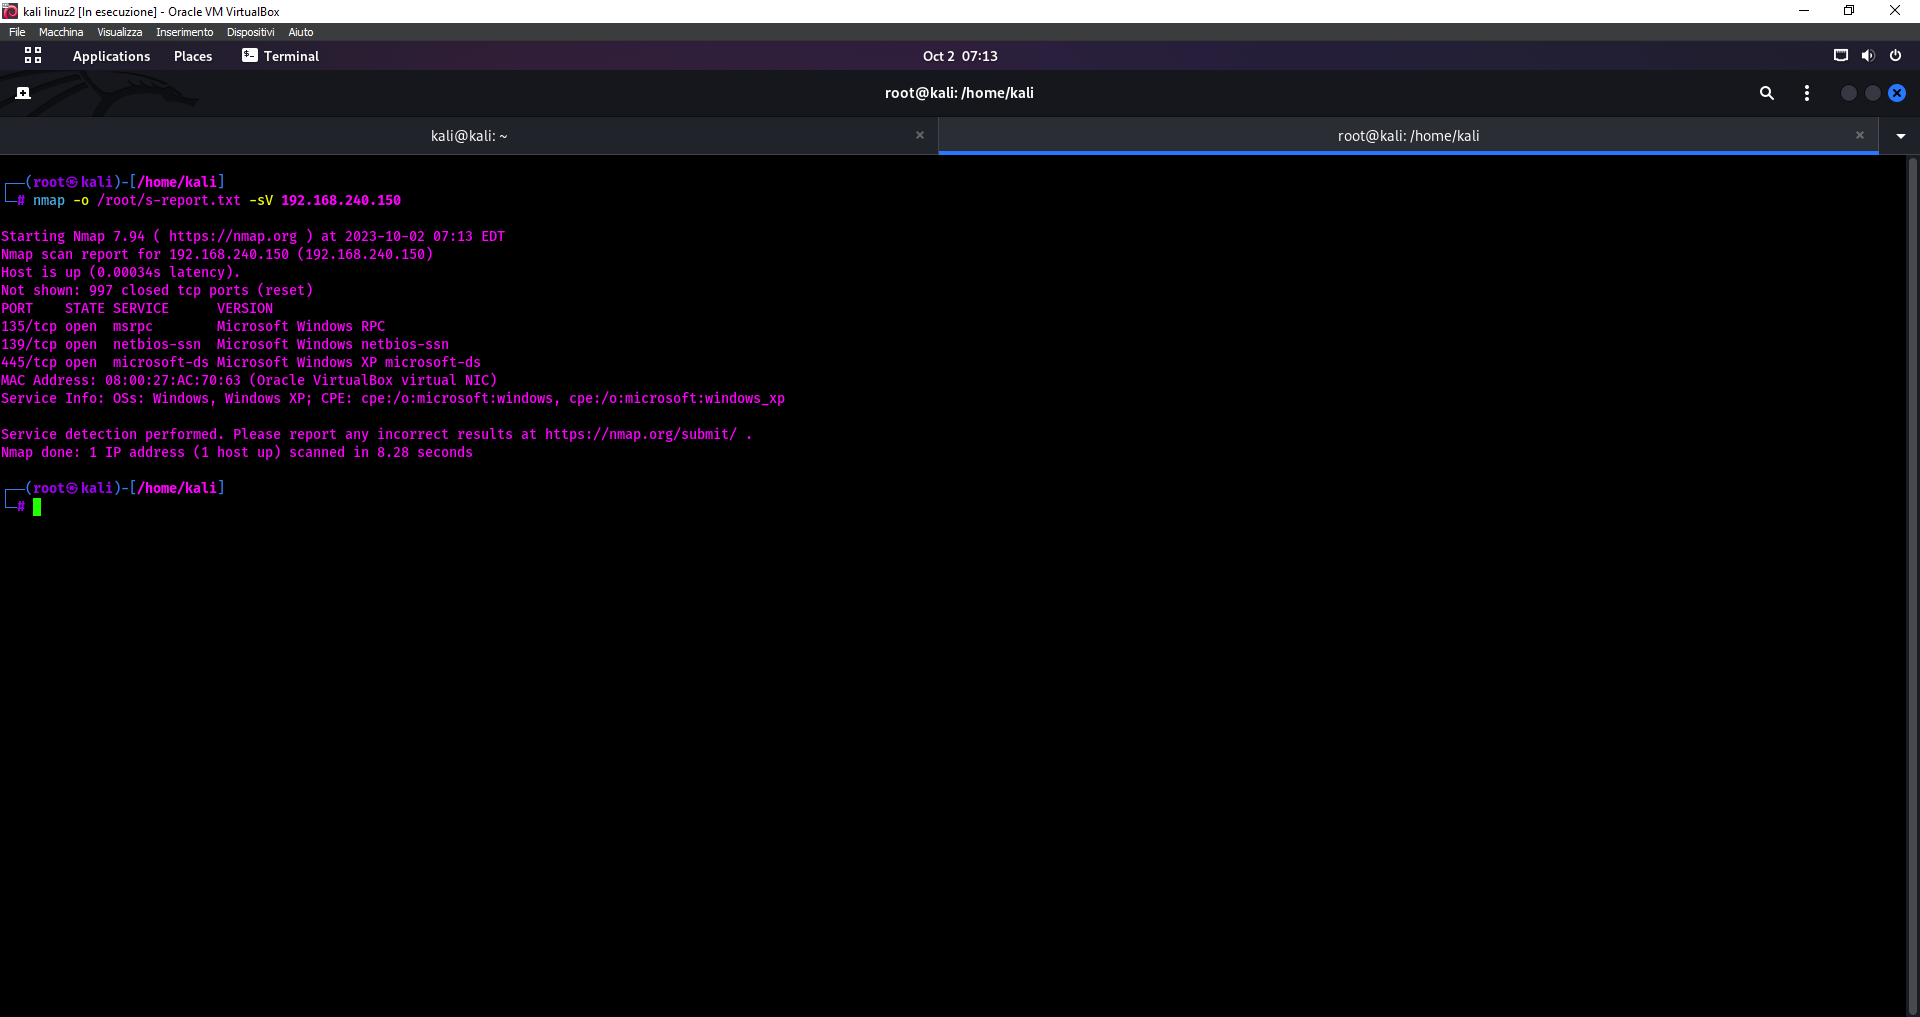 kali linuz2 [In esecuzione] - Oracle VM VirtualBox
File Macchina Visualizza Inserimento Dispositivi Aiuto
Applications Places Terminal Oct 2 07:13
root@kali: /home/kali
kali@kali: ~ root@kali: /home/kali
┌──(root㉿kali)-[/home/kali]
└─# nmap -o /root/s-report.txt -sV 192.168.240.150
Starting Nmap 7.94 ( https://nmap.org ) at 2023-10-02 07:13 EDT
Nmap scan report for 192.168.240.150 (192.168.240.150)
Host is up (0.00034s latency).
Not shown: 997 closed tcp ports (reset)
PORT    STATE SERVICE      VERSION
135/tcp open  msrpc        Microsoft Windows RPC
139/tcp open  netbios-ssn  Microsoft Windows netbios-ssn
445/tcp open  microsoft-ds Microsoft Windows XP microsoft-ds
MAC Address: 08:00:27:AC:70:63 (Oracle VirtualBox virtual NIC)
Service Info: OSs: Windows, Windows XP; CPE: cpe:/o:microsoft:windows, cpe:/o:microsoft:windows_xp
Service detection performed. Please report any incorrect results at https://nmap.org/submit/ .
Nmap done: 1 IP address (1 host up) scanned in 8.28 seconds
┌──(root㉿kali)-[/home/kali]
└─#